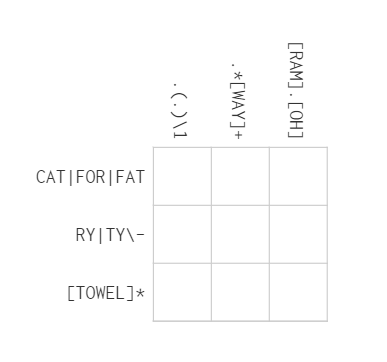 .(.)\1
.*[WAY]+
[RAM].[OH]
CAT|FOR|FAT
RY|TY\-
[TOWEL]*